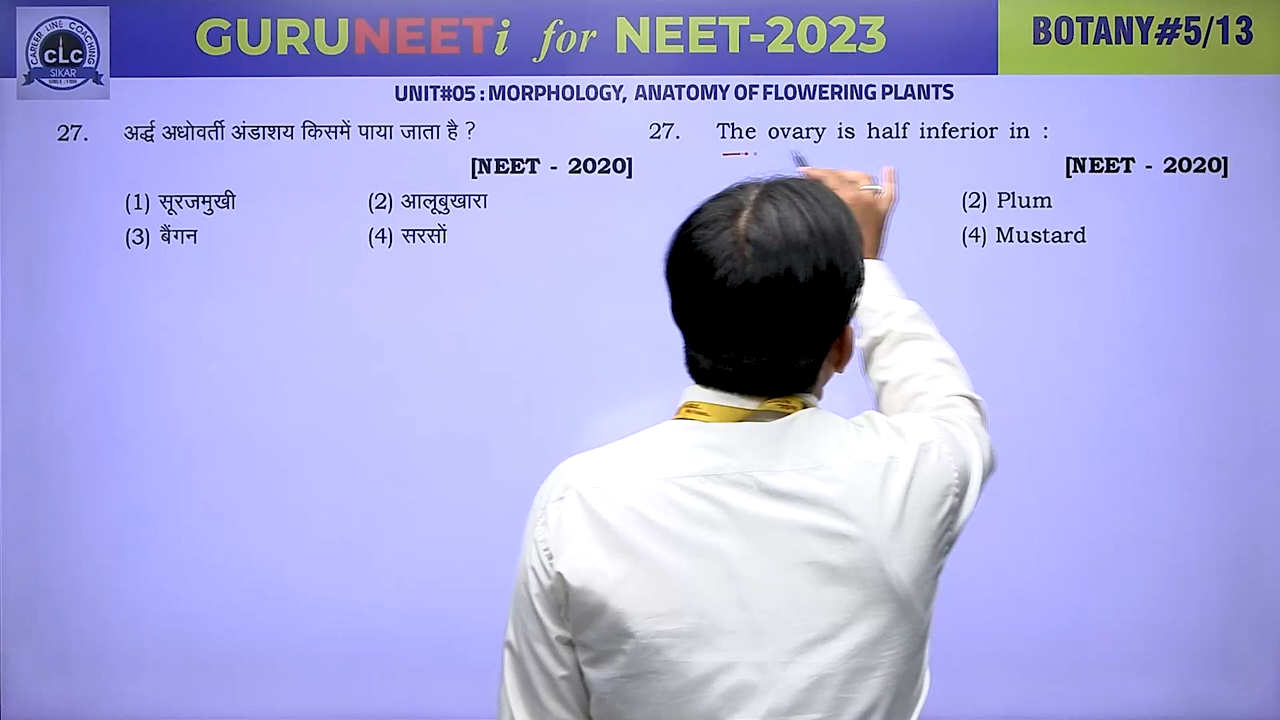 GURUNEETi for NEET-2023
BOTANY#5/13
CAREER LINE COACHING
CLC
SIKAR
UNIT#05 : MORPHOLOGY, ANATOMY OF FLOWERING PLANTS
27. अर्द्ध अधोवर्ती अंडाशय किसमें पाया जाता है ?
[NEET - 2020]
(1) सूरजमुखी (2) आलूबुखारा
(3) बैंगन (4) सरसों
27. The ovary is half inferior in :
[NEET - 2020]
(2) Plum
(4) Mustard